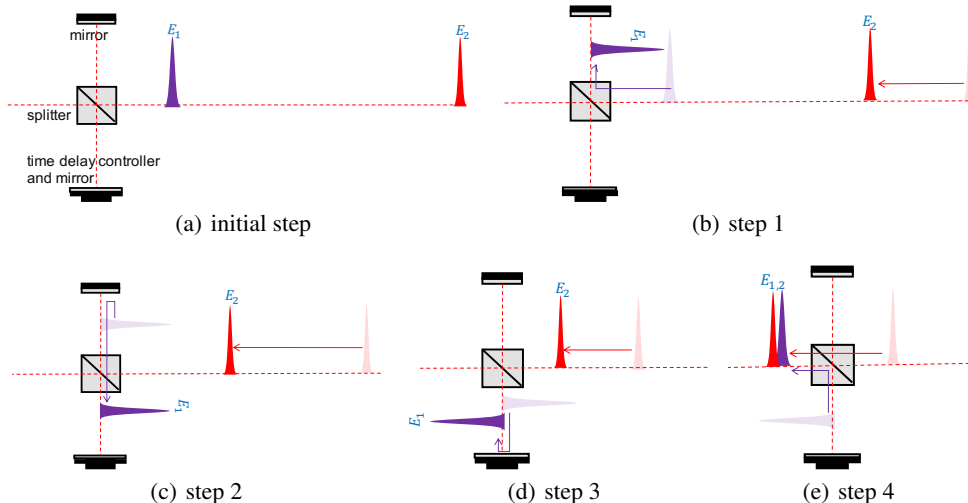 mirror
E1
E2
splitter
time delay controller
and mirror
(a) initial step
E1
E2
(b) step 1
E2
E1
(c) step 2
E2
E1
(d) step 3
E1,2
(e) step 4